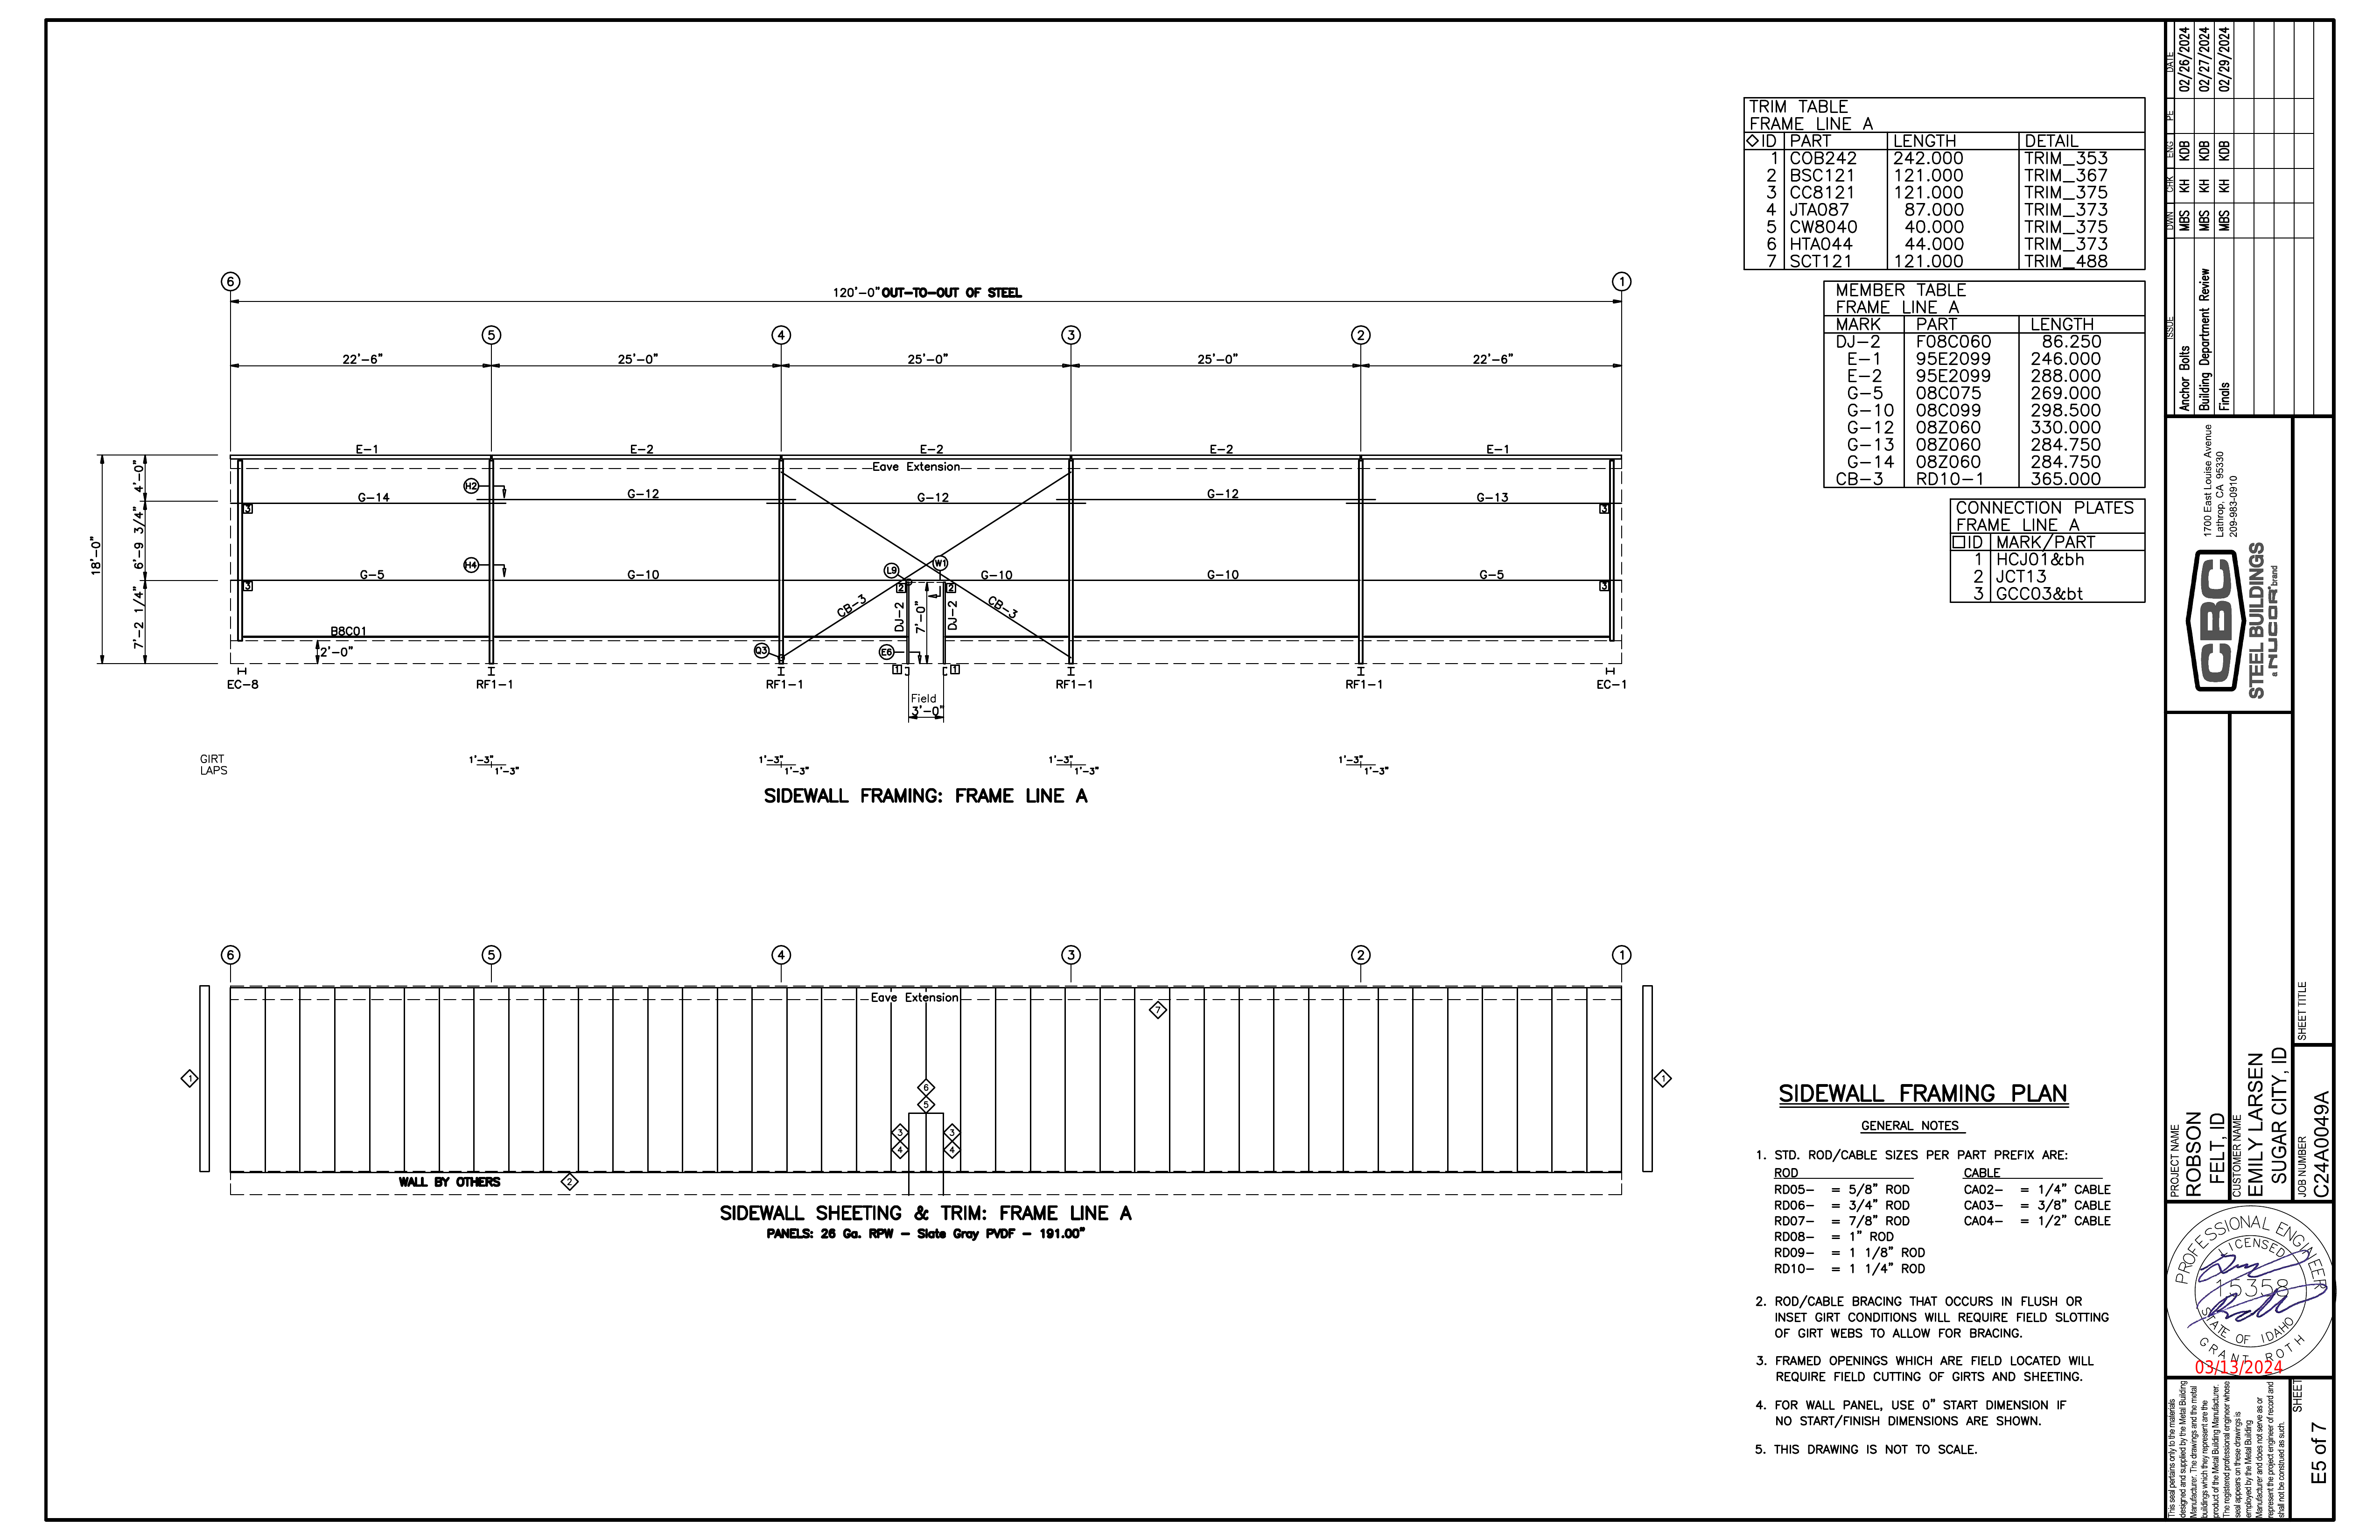 TRIM TABLE
FRAME LINE A
◇ID PART LENGTH DETAIL
1 COB242 242.000 TRIM_353
2 BSC121 121.000 TRIM_367
3 CC8121 121.000 TRIM_375
4 JTA087 87.000 TRIM_373
5 CW8040 40.000 TRIM_375
6 HTA044 44.000 TRIM_373
7 SCT121 121.000 TRIM_488
MEMBER TABLE
FRAME LINE A
MARK PART LENGTH
DJ-2 F08C060 86.250
E-1 95E2099 246.000
E-2 95E2099 288.000
G-5 08C075 269.000
G-10 08C099 298.500
G-12 08Z060 330.000
G-13 08Z060 284.750
G-14 08Z060 284.750
CB-3 RD10-1 365.000
CONNECTION PLATES
FRAME LINE A
□ID MARK/PART
1 HCJ01&bh
2 JCT13
3 GCC03&bt
6 1
120'-0" OUT-TO-OUT OF STEEL
5 4 3 2
22'-6" 25'-0" 25'-0" 25'-0" 22'-6"
E-1 E-2 E-2 E-2 E-1
Eave Extension
4'-0"
G-14 H2 G-12 G-12 G-12 G-13
3 3
18'-0" 6'-9 3/4"
H4 L9 W1
G-5 G-10 G-10 G-10 G-5
3 2 2 3
7'-2 1/4" CB-3 DJ-2 7'-0" DJ-2 CB-3
B8C01
2'-0" Q3 E6
1 1
EC-8 RF1-1 RF1-1 RF1-1 RF1-1 EC-1
Field
3'-0"
GIRT
LAPS
1'-3" 1'-3" 1'-3" 1'-3"
1'-3" 1'-3" 1'-3" 1'-3"
SIDEWALL FRAMING: FRAME LINE A
6 5 4 3 2 1
Eave Extension
7
1 1
6
5
3 3
4 4
WALL BY OTHERS 2
SIDEWALL SHEETING & TRIM: FRAME LINE A
PANELS: 26 Ga. RPW - Slate Gray PVDF - 191.00"
SIDEWALL FRAMING PLAN
GENERAL NOTES
1. STD. ROD/CABLE SIZES PER PART PREFIX ARE:
ROD CABLE
RD05- = 5/8" ROD CA02- = 1/4" CABLE
RD06- = 3/4" ROD CA03- = 3/8" CABLE
RD07- = 7/8" ROD CA04- = 1/2" CABLE
RD08- = 1" ROD
RD09- = 1 1/8" ROD
RD10- = 1 1/4" ROD
2. ROD/CABLE BRACING THAT OCCURS IN FLUSH OR
INSET GIRT CONDITIONS WILL REQUIRE FIELD SLOTTING
OF GIRT WEBS TO ALLOW FOR BRACING.
3. FRAMED OPENINGS WHICH ARE FIELD LOCATED WILL
REQUIRE FIELD CUTTING OF GIRTS AND SHEETING.
4. FOR WALL PANEL, USE 0" START DIMENSION IF
NO START/FINISH DIMENSIONS ARE SHOWN.
5. THIS DRAWING IS NOT TO SCALE.
ISSUE DWN CHK ENG PE DATE
Anchor Bolts MBS KH KDB 02/26/2024
Building Department Review MBS KH KDB 02/27/2024
Finals MBS KH KDB 02/29/2024
1700 East Louise Avenue
Lathrop, CA 95330
209-983-0910
CBC
STEEL BUILDINGS
a NUCOR® brand
PROJECT NAME
ROBSON
FELT, ID
CUSTOMER NAME
EMILY LARSEN
SUGAR CITY, ID
SHEET TITLE
JOB NUMBER
C24A0049A
PROFESSIONAL ENGINEER
LICENSED
15358
STATE OF IDAHO
GRANT ROTH
03/13/2024
This seal pertains only to the materials
designed and supplied by the Metal Building
Manufacturer. The drawings and the metal
buildings which they represent are the
product of the Metal Building Manufacturer.
The registered professional engineer whose
seal appears on these drawings is
employed by the Metal Building
Manufacturer and does not serve as or
represent the project engineer of record and
shall not be construed as such.
SHEET
E5 of 7